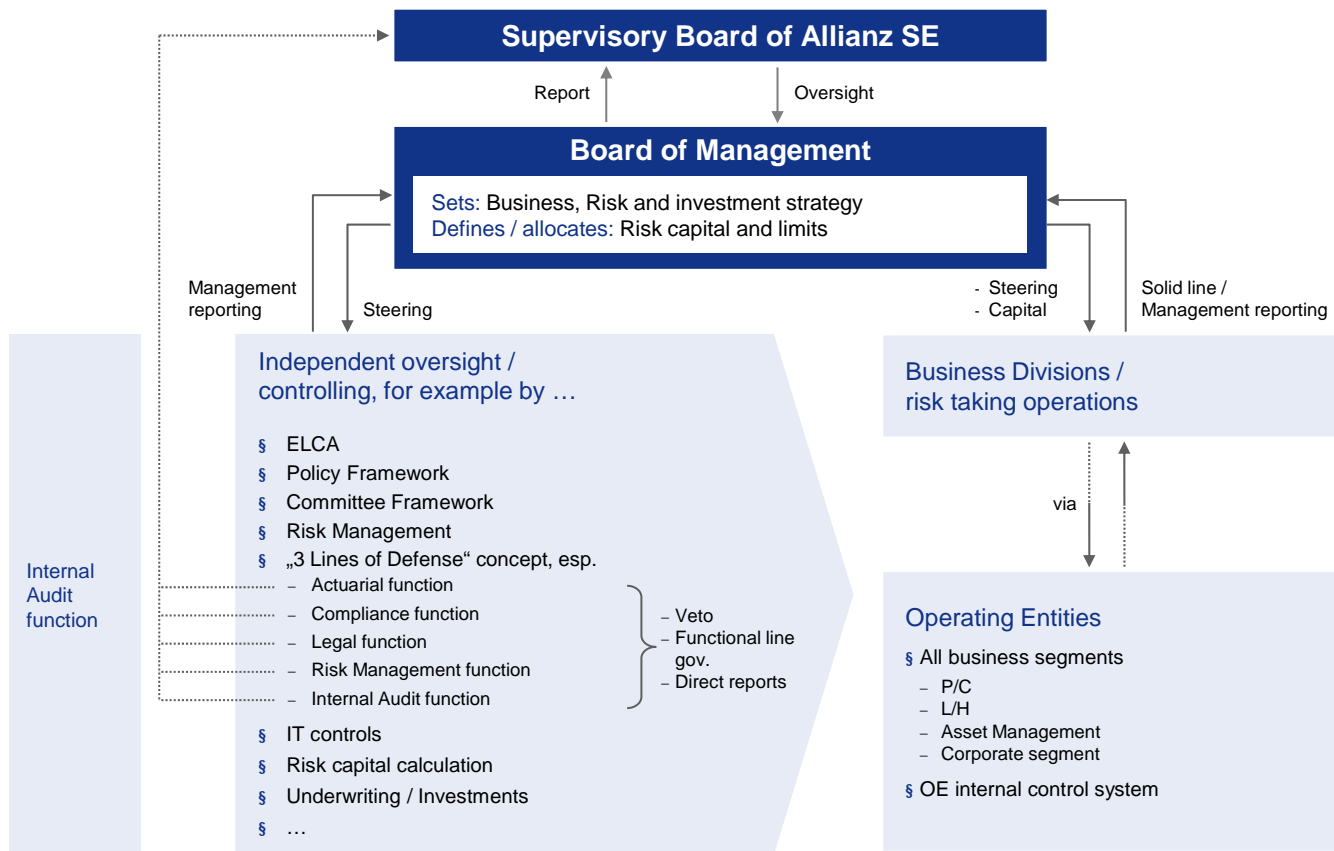 Supervisory Board of Allianz SE
Report
Oversight
Board of Management
Sets: Business, Risk and investment strategy
Defines / allocates: Risk capital and limits
Management
reporting
Steering
- Steering
- Capital
Solid line /
Management reporting
Internal
Audit
function
Independent oversight /
controlling, for example by …
§ ELCA
§ Policy Framework
§ Committee Framework
§ Risk Management
§ „3 Lines of Defense“ concept, esp.
– Actuarial function
– Compliance function
– Legal function
– Risk Management function
– Internal Audit function
– Veto
– Functional line
gov.
– Direct reports
§ IT controls
§ Risk capital calculation
§ Underwriting / Investments
§ …
Business Divisions /
risk taking operations
via
Operating Entities
§ All business segments
– P/C
– L/H
– Asset Management
– Corporate segment
§ OE internal control system